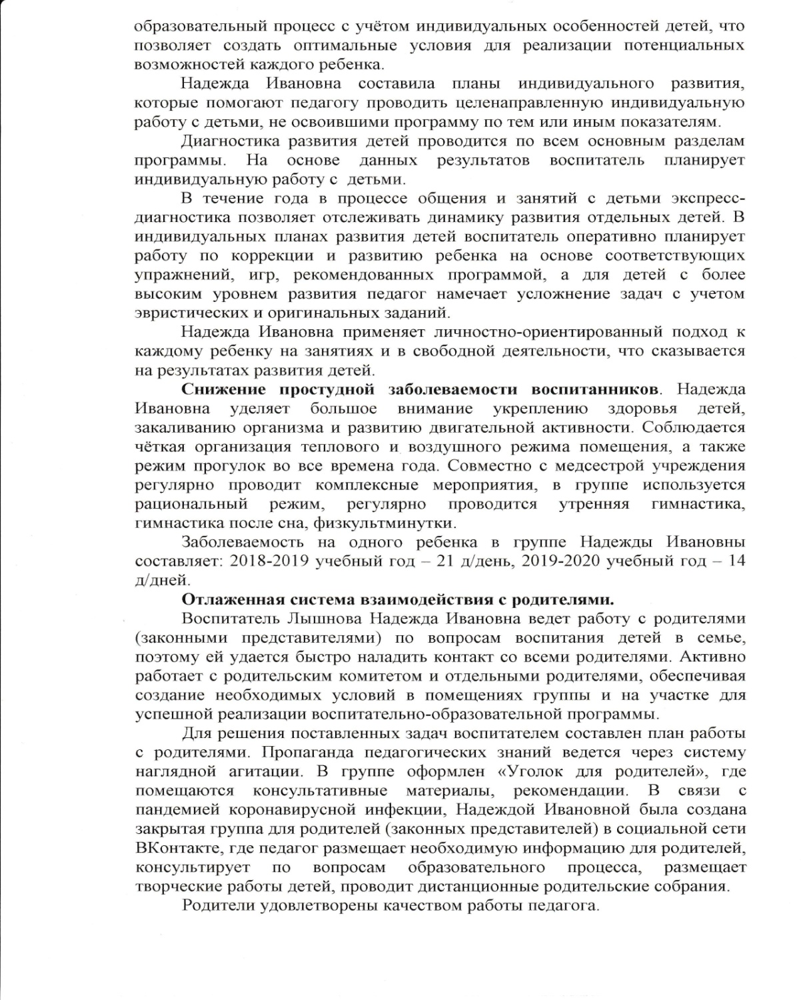 образовательный процесс с учётом индивидуальных особенностей детей, что
позволяет создать оптимальные условия для реализации потенциальных
возможностей каждого ребенка.
Надежда Ивановна составила планы индивидуального развития,
которые помогают педагогу проводить целенаправленную индивидуальную
работу с детьми, не освоившими программу по тем или иным показателям.
Диагностика развития детей проводится по всем основным разделам
программы. На основе данных результатов воспитатель планирует
индивидуальную работу с детьми.
В течение года в процессе общения и занятий с детьми экспресс-
диагностика позволяет отслеживать динамику развития отдельных детей. В
индивидуальных планах развития детей воспитатель оперативно планирует
работу по коррекции и развитию ребенка на основе соответствующих
упражнений, игр, рекомендованных программой, а для детей с более
высоким уровнем развития педагог намечает усложнение задач с учетом
эвристических и оригинальных заданий.
Надежда Ивановна применяет личностно-ориентированный подход к
каждому ребенку на занятиях и в свободной деятельности, что сказывается
на результатах развития детей.
Снижение простудной заболеваемости воспитанников. Надежда
Ивановна уделяет большое внимание укреплению здоровья детей,
закаливанию организма и развитию двигательной активности. Соблюдается
чёткая организация теплового и воздушного режима помещения, а также
режим прогулок во все времена года. Совместно с медсестрой учреждения
регулярно проводит комплексные мероприятия, в группе используется
рациональный режим, регулярно проводится утренняя гимнастика,
гимнастика после сна, физкультминутки.
Заболеваемость на одного ребенка в группе Надежды Ивановны
составляет: 2018-2019 учебный год – 21 д/день, 2019-2020 учебный год – 14
д/дней.
Отлаженная система взаимодействия с родителями.
Воспитатель Лышнова Надежда Ивановна ведет работу с родителями
(законными представителями) по вопросам воспитания детей в семье,
поэтому ей удается быстро наладить контакт со всеми родителями. Активно
работает с родительским комитетом и отдельными родителями, обеспечивая
создание необходимых условий в помещениях группы и на участке для
успешной реализации воспитательно-образовательной программы.
Для решения поставленных задач воспитателем составлен план работы
с родителями. Пропаганда педагогических знаний ведется через систему
наглядной агитации. В группе оформлен «Уголок для родителей», где
помещаются консультативные материалы, рекомендации. В связи с
пандемией коронавирусной инфекции, Надеждой Ивановной была создана
закрытая группа для родителей (законных представителей) в социальной сети
ВКонтакте, где педагог размещает необходимую информацию для родителей,
консультирует по вопросам образовательного процесса, размещает
творческие работы детей, проводит дистанционные родительские собрания.
Родители удовлетворены качеством работы педагога.